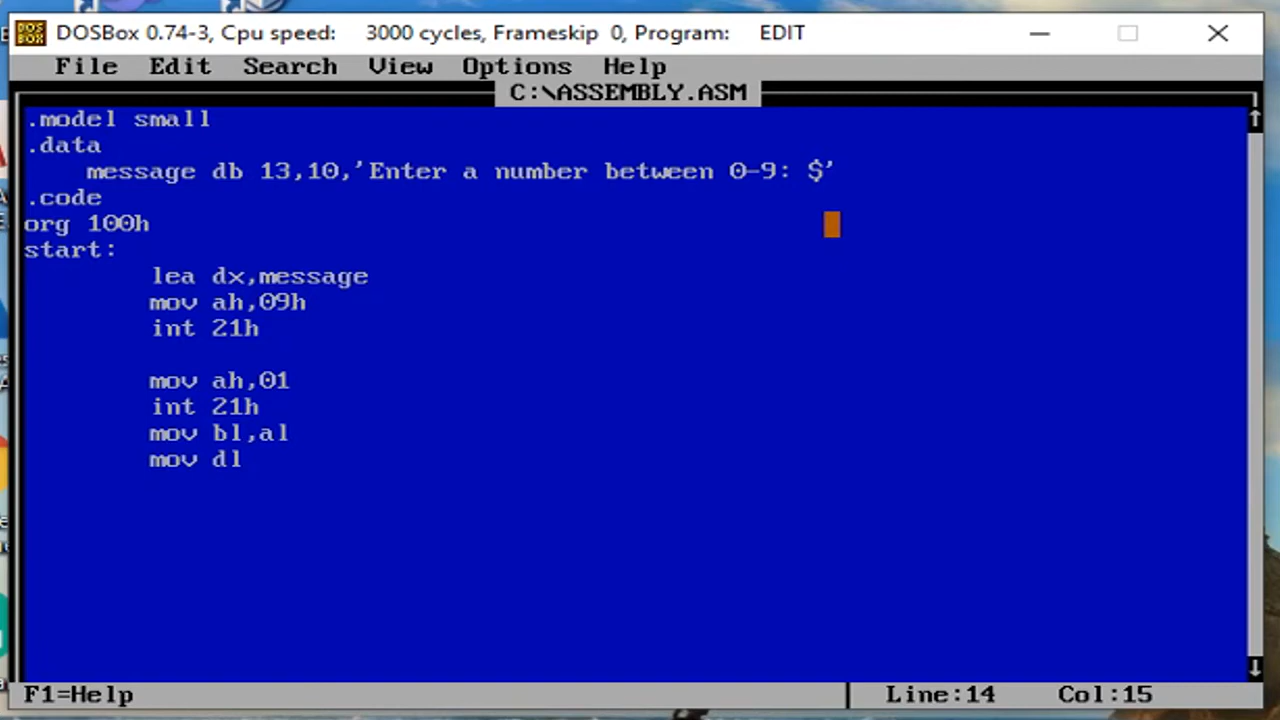 DOSBox 0.74-3, Cpu speed: 3000 cycles, Frameskip 0, Program: EDIT
File Edit Search View Options Help
C:\ASSEMBLY.ASM
.model small
.data
message db 13,10,'Enter a number between 0-9: $'
.code
org 100h
start:
lea dx,message
mov ah,09h
int 21h
mov ah,01
int 21h
mov bl,al
mov dl
F1=Help Line:14 Col:15